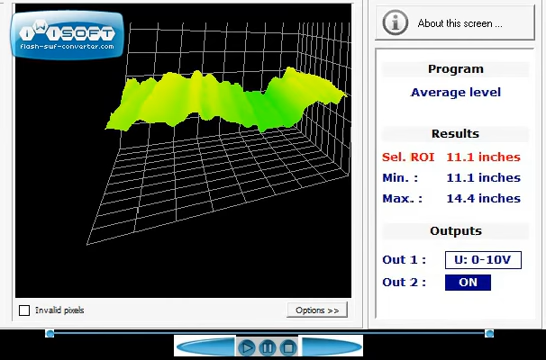 iWiSOFT
flash-swf-converter.com
i About this screen ...
Program
Average level
Results
Sel. ROI 11.1 inches
Min. : 11.1 inches
Max. : 14.4 inches
Outputs
Out 1 : U: 0-10V
Out 2 : ON
Invalid pixels
Options >>